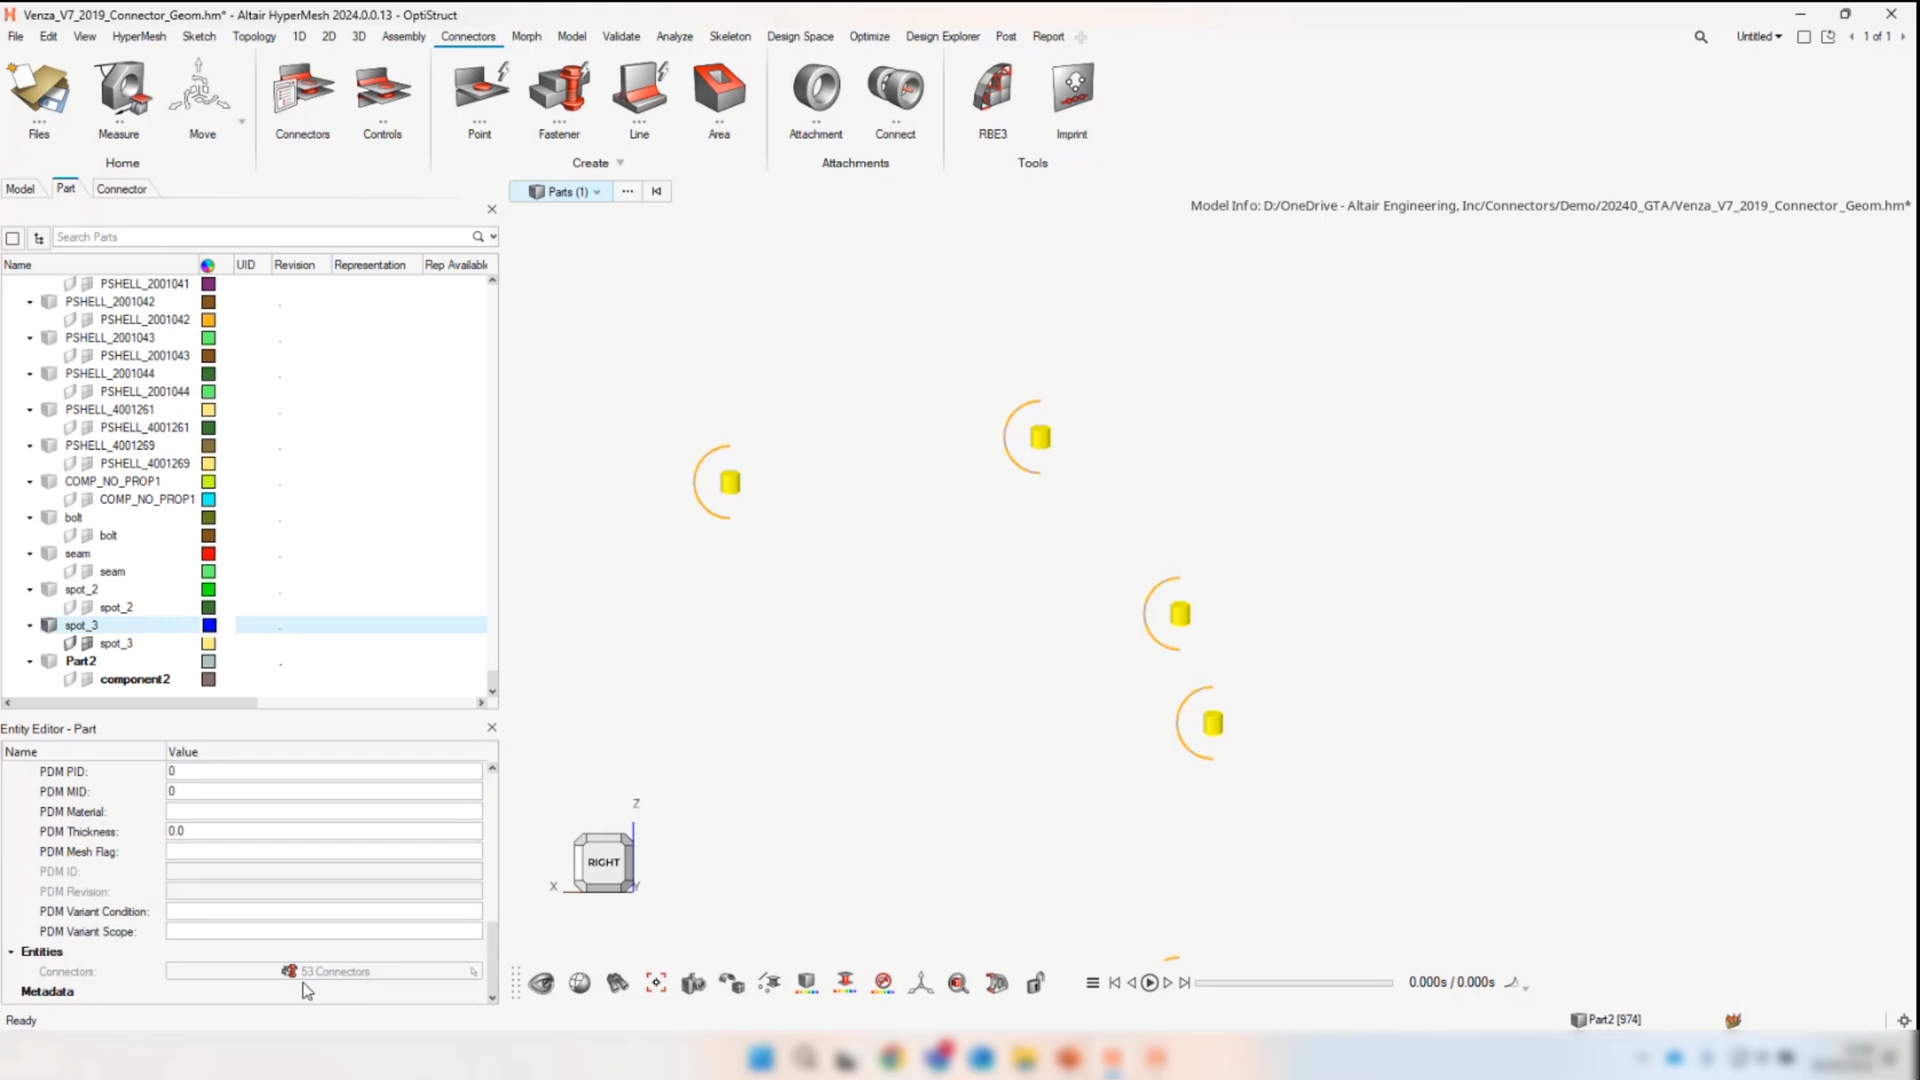 Venza_V7_2019_Connector_Geom.hm* - Altair HyperMesh 2024.0.0.13 - OptiStruct
File Edit View HyperMesh Sketch Topology 1D 2D 3D Assembly Connectors Morph Model Validate Analyze Skeleton Design Space Optimize Design Explorer Post Report Untitled 1 of 1
Files Measure Move Connectors Controls Point Fastener Line Area Attachment Connect RBE3 Imprint
Home Create Attachments Tools
Model Part Connector
Parts (1)
Model Info: D:/OneDrive - Altair Engineering, Inc/Connectors/Demo/20240_GTA/Venza_V7_2019_Connector_Geom.hm*
Search Parts
Name UID Revision Representation Rep Availabl
PSHELL_2001041
PSHELL_2001042
PSHELL_2001042
PSHELL_2001043
PSHELL_2001043
PSHELL_2001044
PSHELL_2001044
PSHELL_4001261
PSHELL_4001261
PSHELL_4001269
PSHELL_4001269
COMP_NO_PROP1
COMP_NO_PROP1
bolt
bolt
seam
seam
spot_2
spot_2
spot_3
spot_3
Part2
component2
Entity Editor - Part
Name Value
PDM PID: 0
PDM MID: 0
PDM Material:
PDM Thickness: 0.0
PDM Mesh Flag:
PDM ID:
PDM Revision:
PDM Variant Condition:
PDM Variant Scope:
Entities
Connectors: 53 Connectors
Metadata
Z
RIGHT
X Y
0.000s / 0.000s
Ready
Part2 [974]